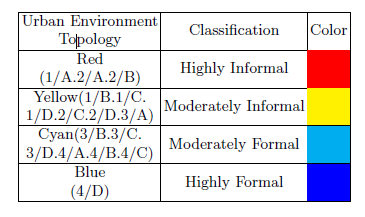 Urban Environment
Topology
Classification
Color
Red
(1/A.2/A.2/B)
Highly Informal
Yellow(1/B.1/C.
1/D.2/C.2/D.3/A)
Moderately Informal
Cyan(3/B.3/C.
3/D.4/A.4/B.4/C)
Moderately Formal
Blue
(4/D)
Highly Formal